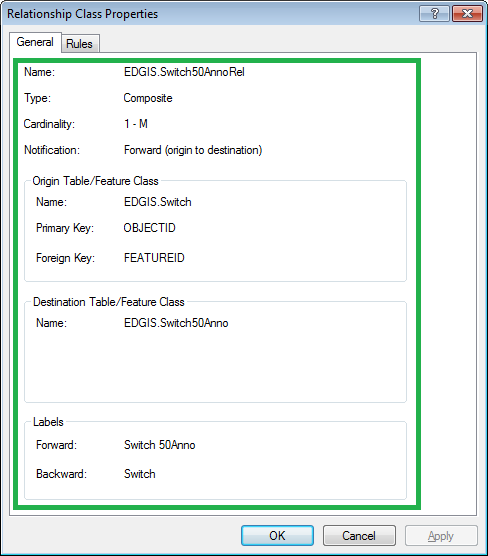 Relationship Class Properties
General Rules
Name: EDGIS.Switch50AnnoRel
Type: Composite
Cardinality: 1 - M
Notification: Forward (origin to destination)
Origin Table/Feature Class
Name: EDGIS.Switch
Primary Key: OBJECTID
Foreign Key: FEATUREID
Destination Table/Feature Class
Name: EDGIS.Switch50Anno
Labels
Forward: Switch 50Anno
Backward: Switch
OK Cancel Apply